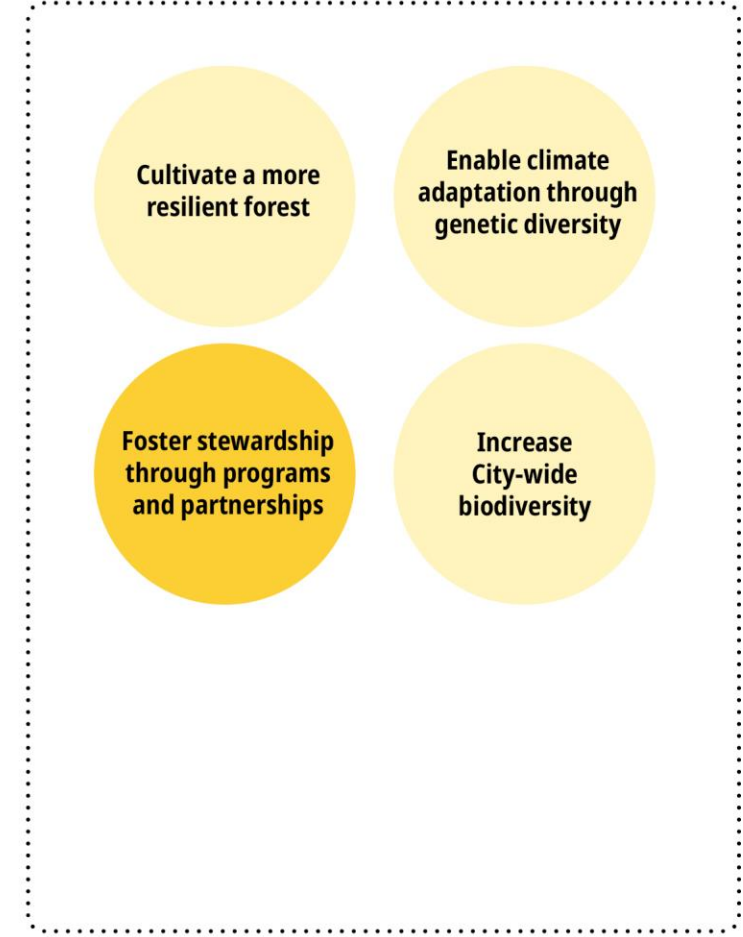 Cultivate a more
resilient forest
Enable climate
adaptation through
genetic diversity
Foster stewardship
through programs
and partnerships
Increase
City-wide
biodiversity